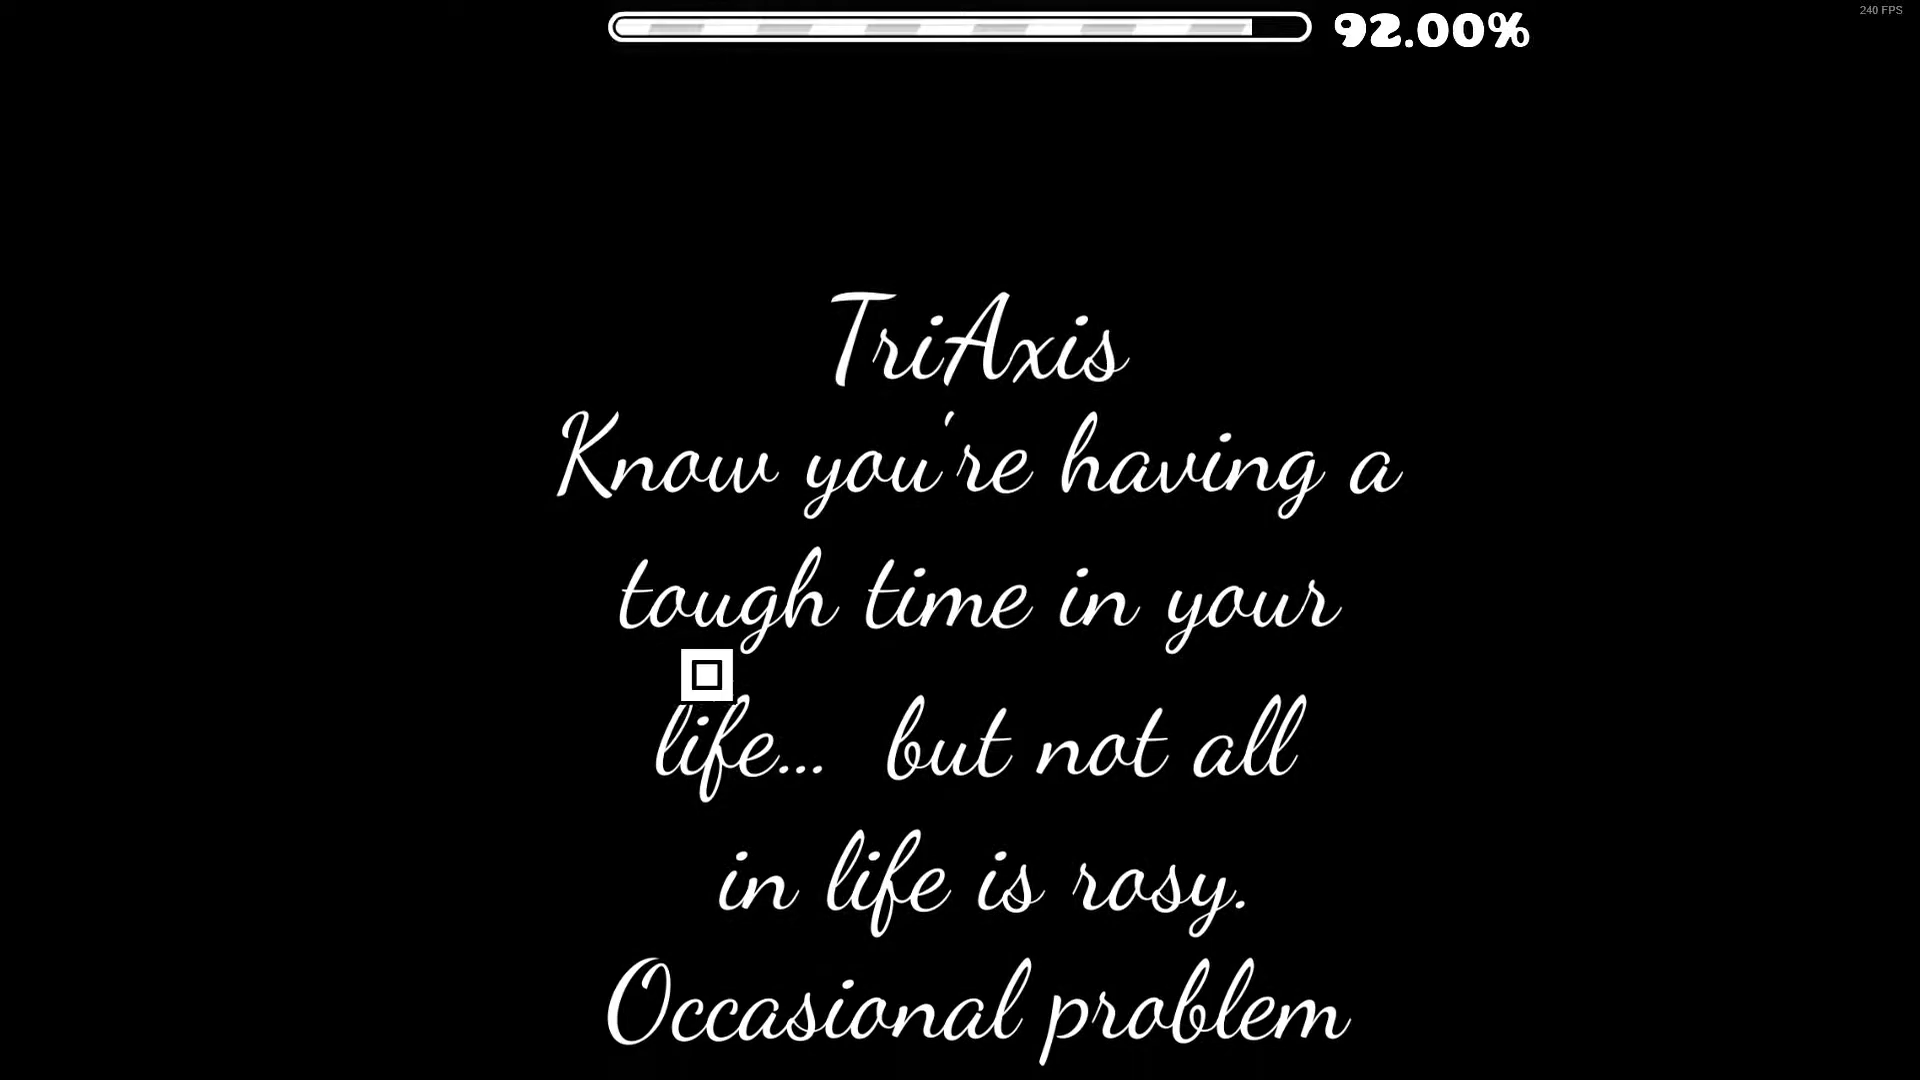 92.00%
240 FPS
TriAxis
Know you're having a
tough time in your
life... but not all
in life is rosy.
Occasional problem